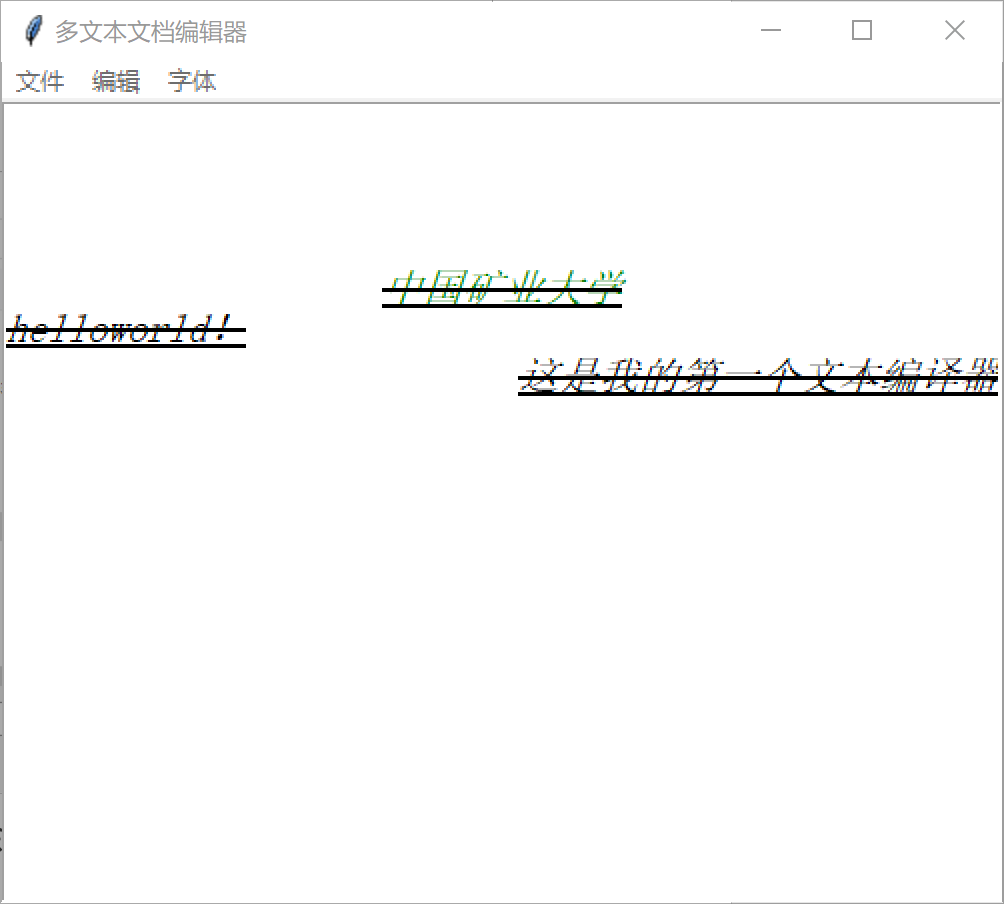 多文本文档编辑器
文件 编辑 字体
中国矿业大学
helloworld!
这是我的第一个文本编译器